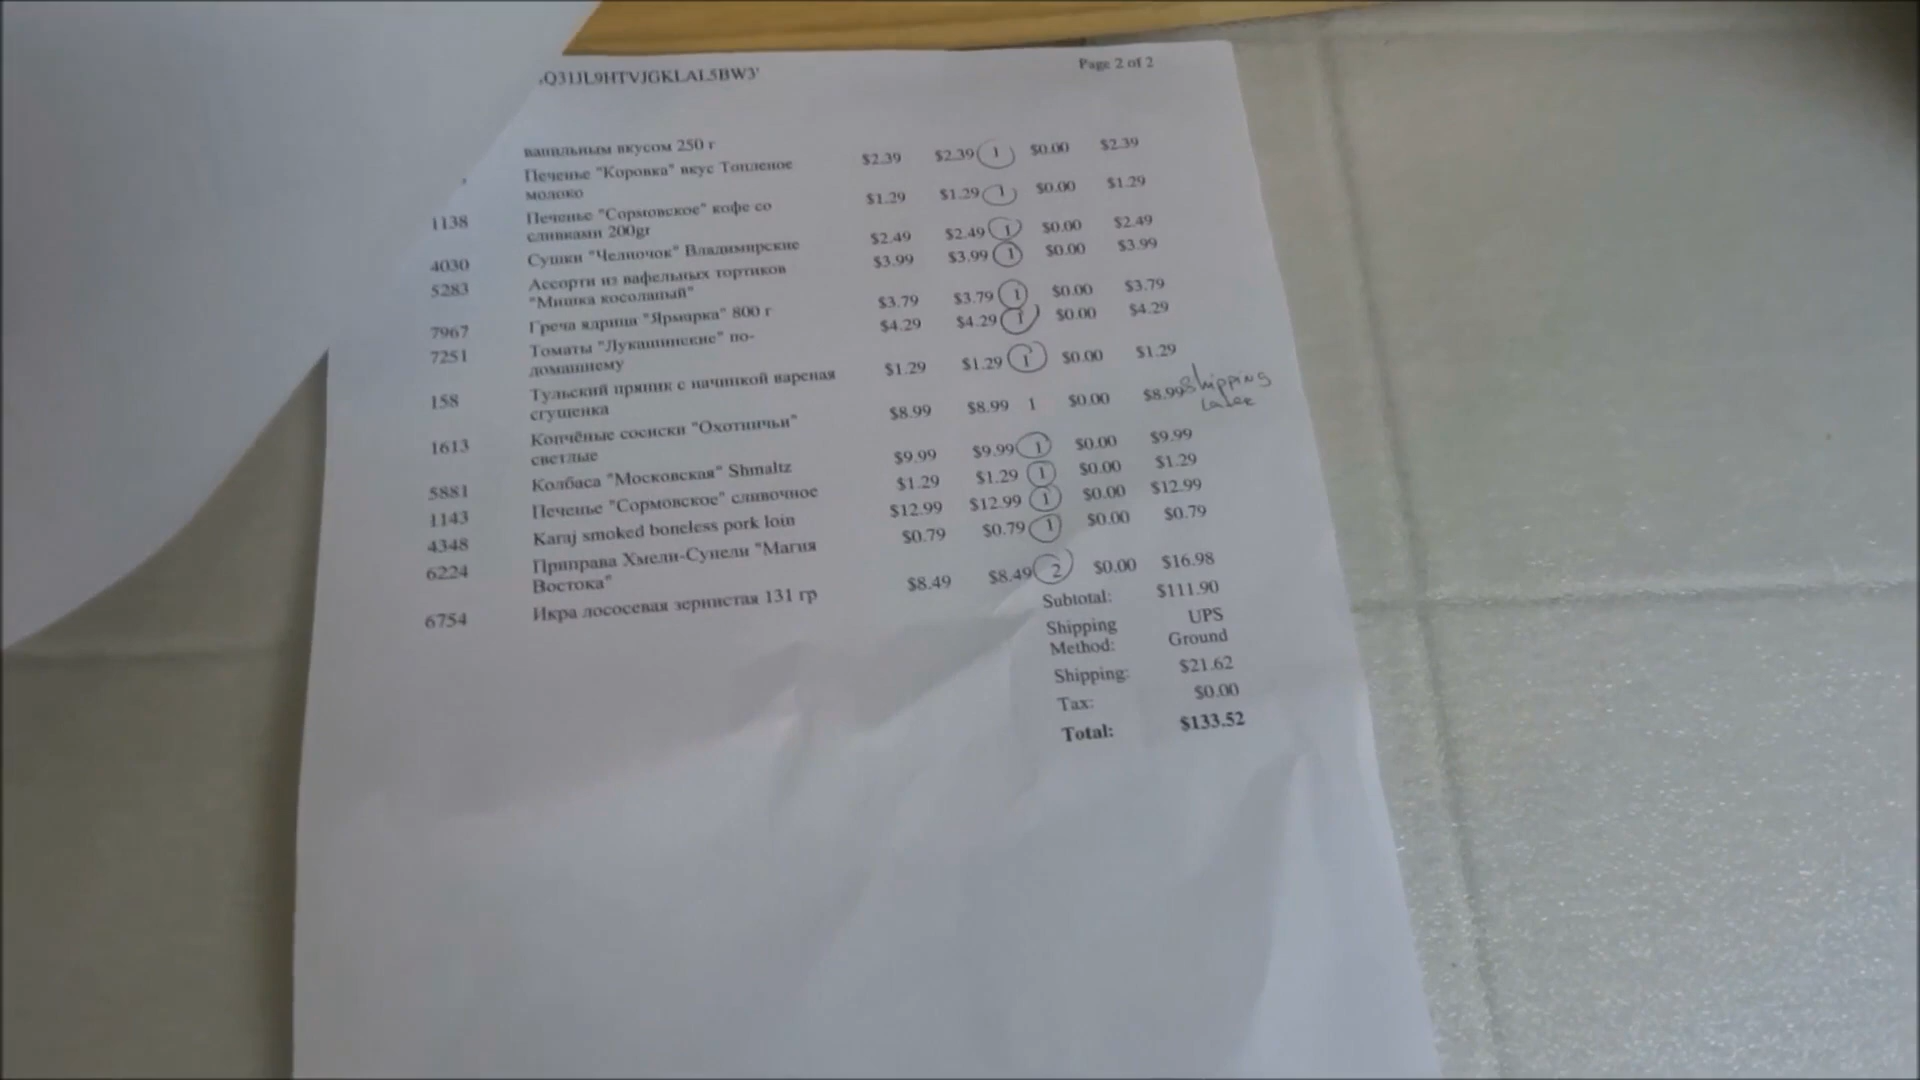 Q31JL9HTVJGKLAL5BW3' Page 2 of 2
ванильным вкусом 250 г
Печенье "Коровка" вкус Топленое $2.39 $2.39 1 $0.00 $2.39
молоко
1138 Печенье "Сормовское" кофе со $1.29 $1.29 1 $0.00 $1.29
сливками 200gr
4030 Сушки "Челночок" Владимирские $2.49 $2.49 1 $0.00 $2.49
5283 Ассорти из вафельных тортиков $3.99 $3.99 1 $0.00 $3.99
"Мишка косолапый"
7967 Греча ядрица "Ярмарка" 800 г $3.79 $3.79 1 $0.00 $3.79
7251 Томаты "Лукашинские" по- $4.29 $4.29 1 $0.00 $4.29
домашнему
158 Тульский пряник с начинкой вареная $1.29 $1.29 1 $0.00 $1.29
сгущенка
1613 Копчёные сосиски "Охотничьи" $8.99 $8.99 1 $0.00 $8.99 Shipping
светлые later
5881 Колбаса "Московская" Shmaltz $9.99 $9.99 1 $0.00 $9.99
1143 Печенье "Сормовское" сливочное $1.29 $1.29 1 $0.00 $1.29
4348 Karaj smoked boneless pork loin $12.99 $12.99 1 $0.00 $12.99
6224 Приправа Хмели-Сунели "Магия $0.79 $0.79 1 $0.00 $0.79
Востока"
6754 Икра лососевая зернистая 131 гр $8.49 $8.49 2 $0.00 $16.98
Subtotal: $111.90
Shipping UPS
Method: Ground
Shipping: $21.62
Tax: $0.00
Total: $133.52